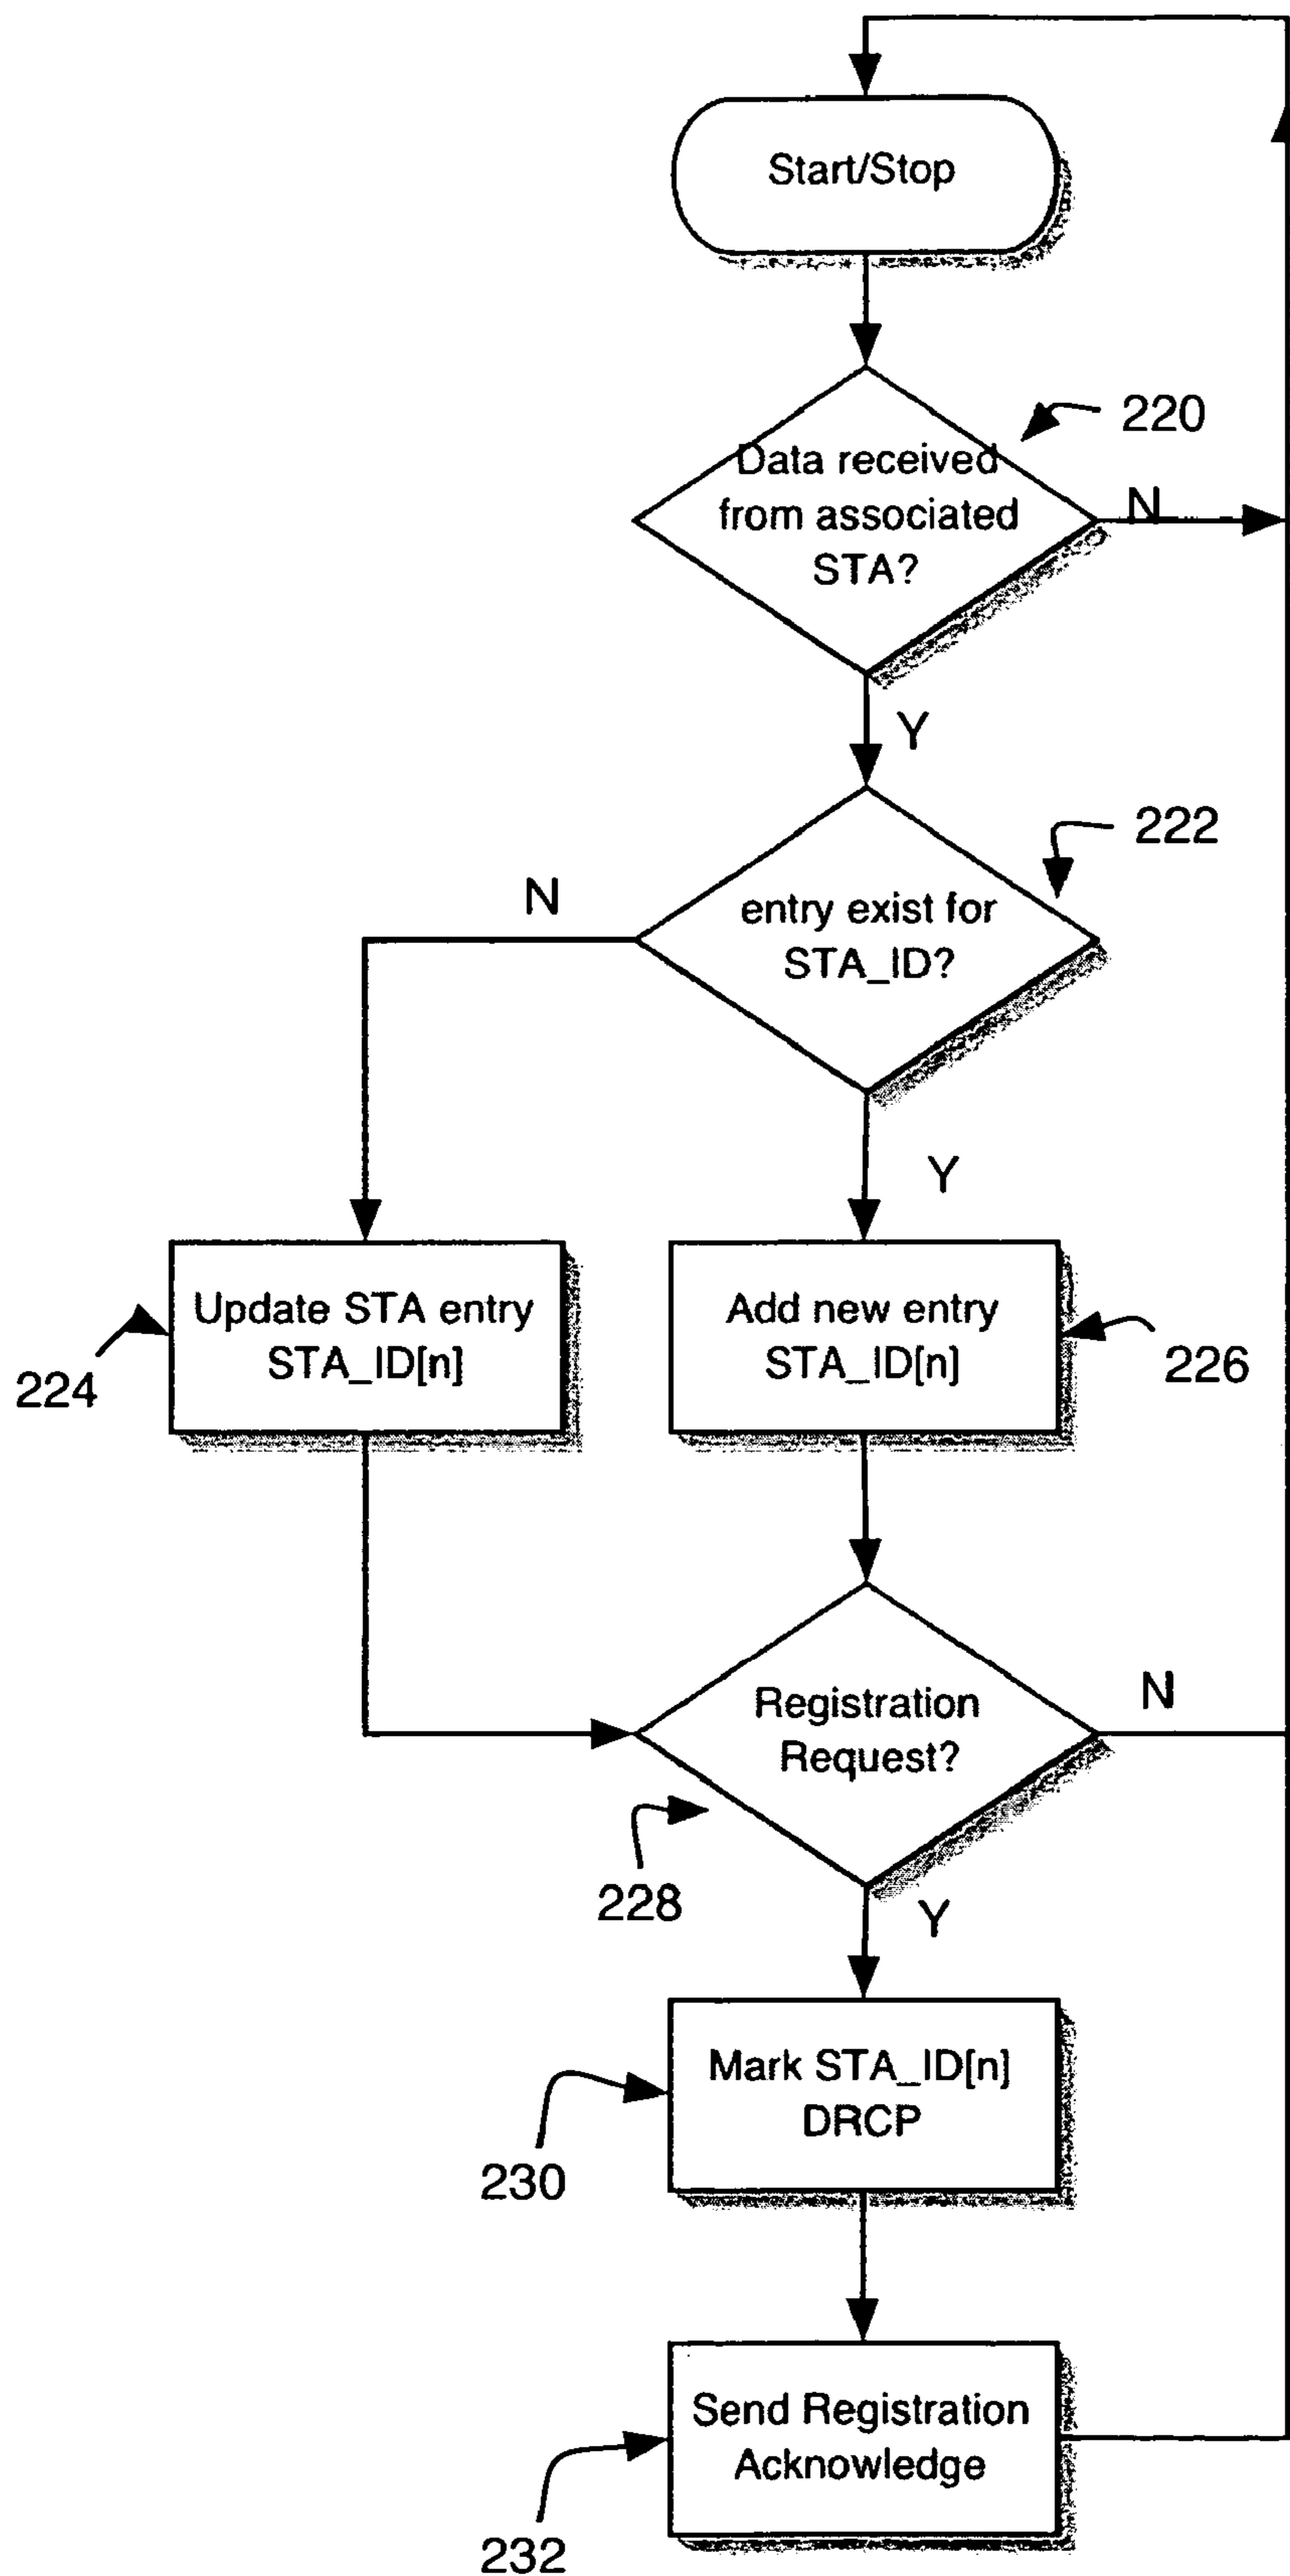 Start/Stop
220
Data received
from associated
STA?
N
Y
222
N
entry exist for
STA_ID?
Y
Update STA entry
STA_ID[n]
224
Add new entry
STA_ID[n]
226
Registration
Request?
N
228
Y
Mark STA_ID[n]
DRCP
230
Send Registration
Acknowledge
232